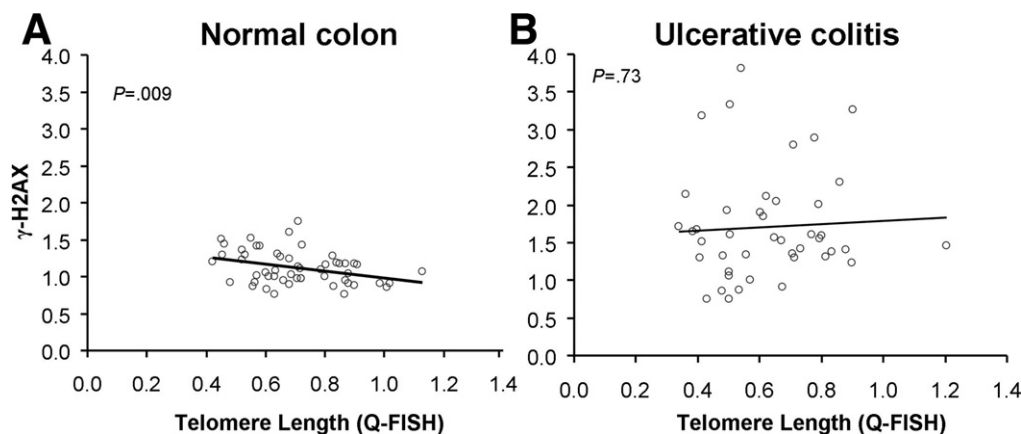 A Normal colon
4.0
3.5
3.0
2.5
2.0
1.5
1.0
0.5
0.0
P=.009
γ-H2AX
0.0 0.2 0.4 0.6 0.8 1.0 1.2 1.4
Telomere Length (Q-FISH)
B Ulcerative colitis
4.0
3.5
3.0
2.5
2.0
1.5
1.0
0.5
0.0
P=.73
0.0 0.2 0.4 0.6 0.8 1.0 1.2 1.4
Telomere Length (Q-FISH)